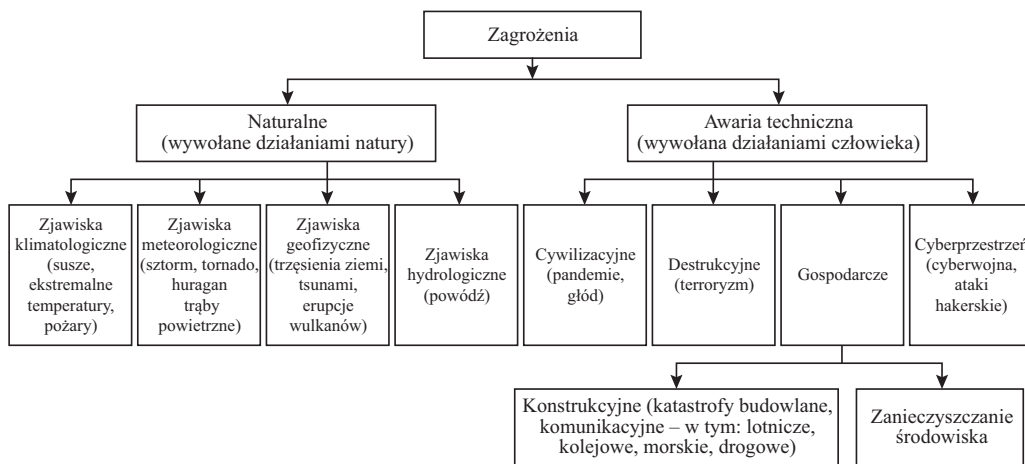 Zagrożenia
Naturalne
(wywołane działaniami natury)
Awaria techniczna
(wywołana działaniami człowieka)
Zjawiska
klimatologiczne
(susze,
ekstremalne
temperatury,
pożary)
Zjawiska
meteorologiczne
(sztorm, tornado,
huragan
trąby
powietrzne)
Zjawiska
geofizyczne
(trzęsienia ziemi,
tsunami,
erupcje
wulkanów)
Zjawiska
hydrologiczne
(powódź)
Cywilizacyjne
(pandemie,
głód)
Destrukcyjne
(terroryzm)
Gospodarcze
Cyberprzestrzeń
(cyberwojna,
ataki
hakerskie)
Konstrukcyjne (katastrofy budowlane,
komunikacyjne – w tym: lotnicze,
kolejowe, morskie, drogowe)
Zanieczyszczanie
środowiska